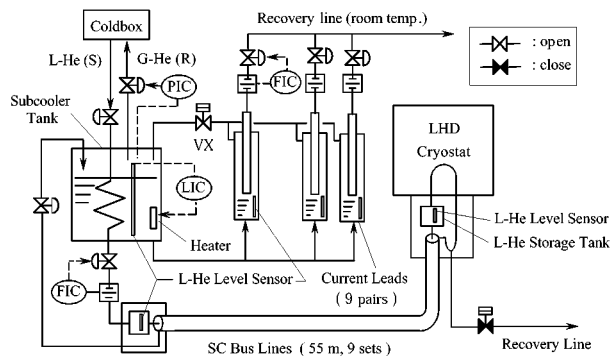 Coldbox
Recovery line (room temp.)
: open
: close
L-He (S)
G-He (R)
PIC
FIC
Subcooler
Tank
VX
LHD
Cryostat
LIC
Heater
L-He Level Sensor
L-He Storage Tank
L-He Level Sensor
Current Leads
( 9 pairs )
FIC
SC Bus Lines ( 55 m, 9 sets)
Recovery Line